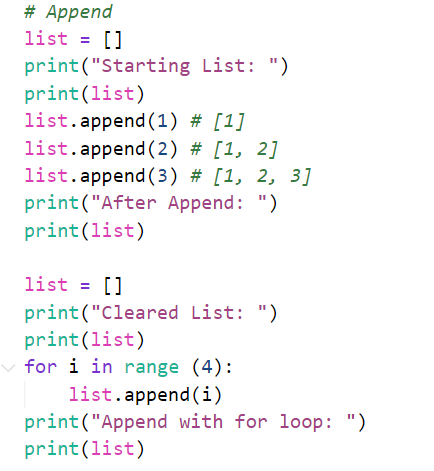 # Append
list = []
print("Starting List: ")
print(list)
list.append(1) # [1]
list.append(2) # [1, 2]
list.append(3) # [1, 2, 3]
print("After Append: ")
print(list)

list = []
print("Cleared List: ")
print(list)
for i in range (4):
    list.append(i)
print("Append with for loop: ")
print(list)